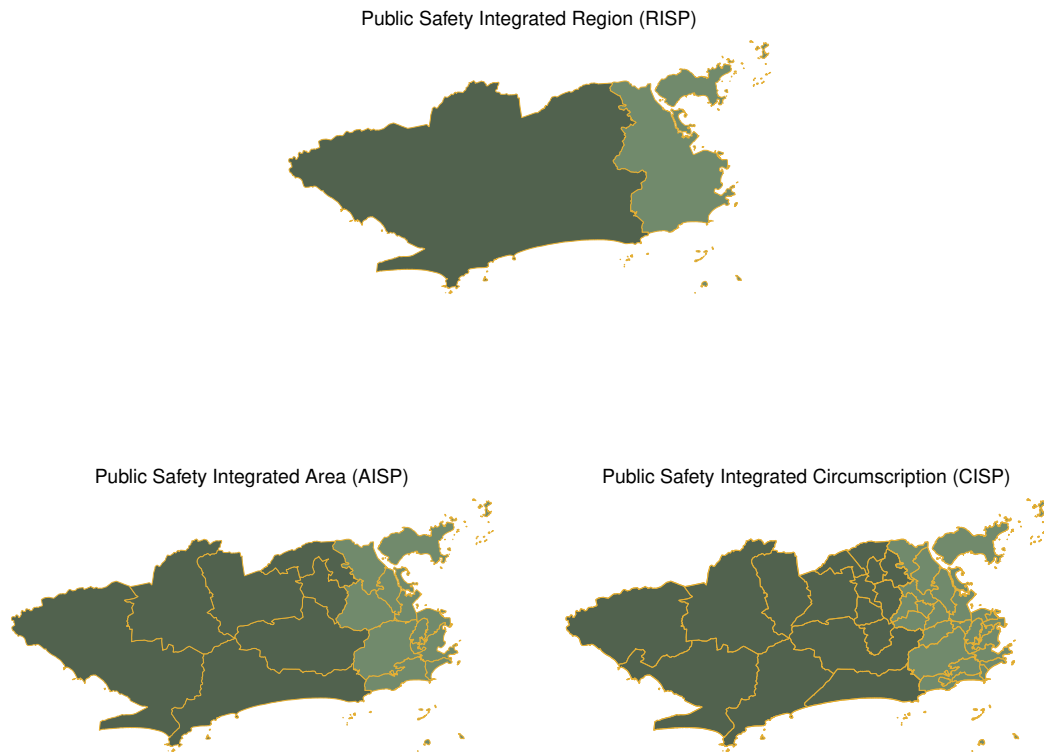 Public Safety Integrated Region (RISP)
Public Safety Integrated Area (AISP)
Public Safety Integrated Circumscription (CISP)